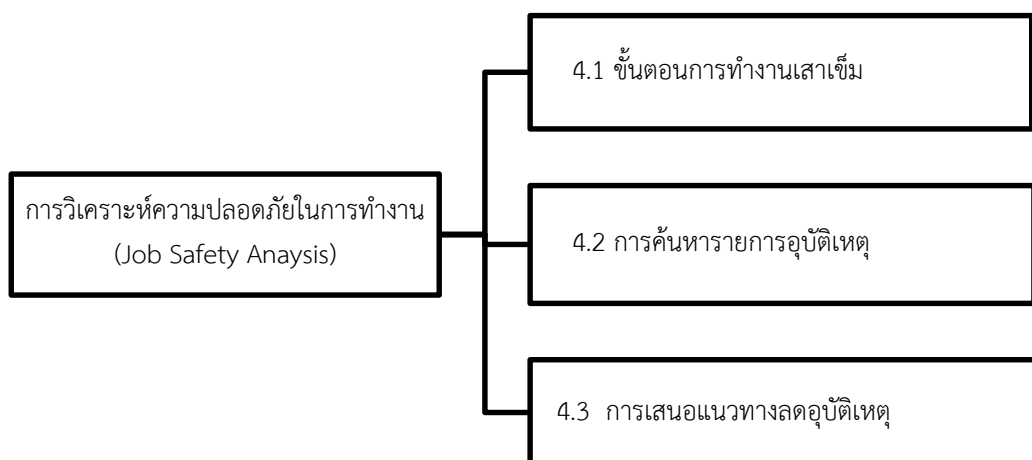 4.1 ขั้นตอนการทำงานเสาเข็ม
การวิเคราะห์ความปลอดภัยในการทำงาน
(Job Safety Anaysis)
4.2 การค้นหารายการอุบัติเหตุ
4.3 การเสนอแนวทางลดอุบัติเหตุ